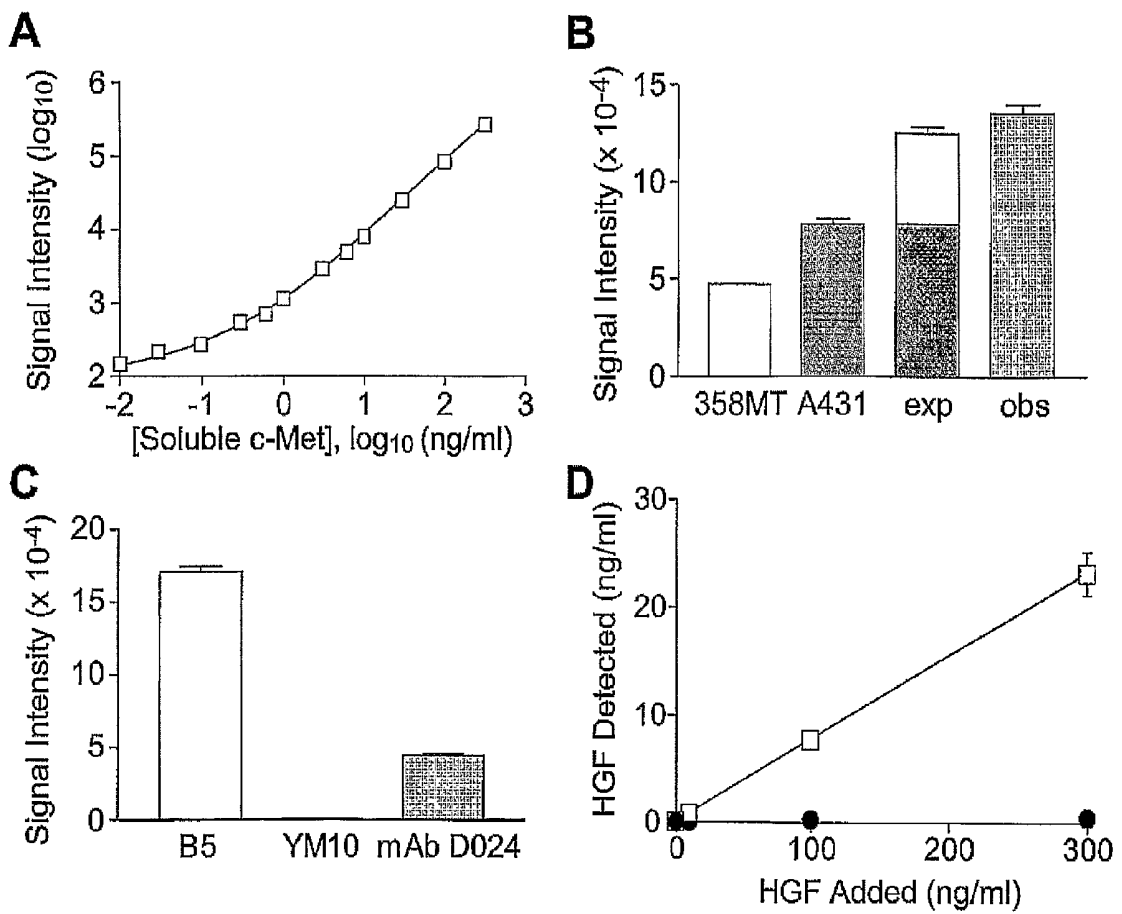 A
Signal Intensity (log10)
6
5
4
3
2
-2 -1 0 1 2 3
[Soluble c-Met], log10 (ng/ml)
B
Signal Intensity (x 10-4)
15
10
5
0
358MT A431 exp obs
C
Signal Intensity (x 10-4)
20
15
10
5
0
B5 YM10 mAb D024
D
HGF Detected (ng/ml)
30
20
10
0
0 100 200 300
HGF Added (ng/ml)